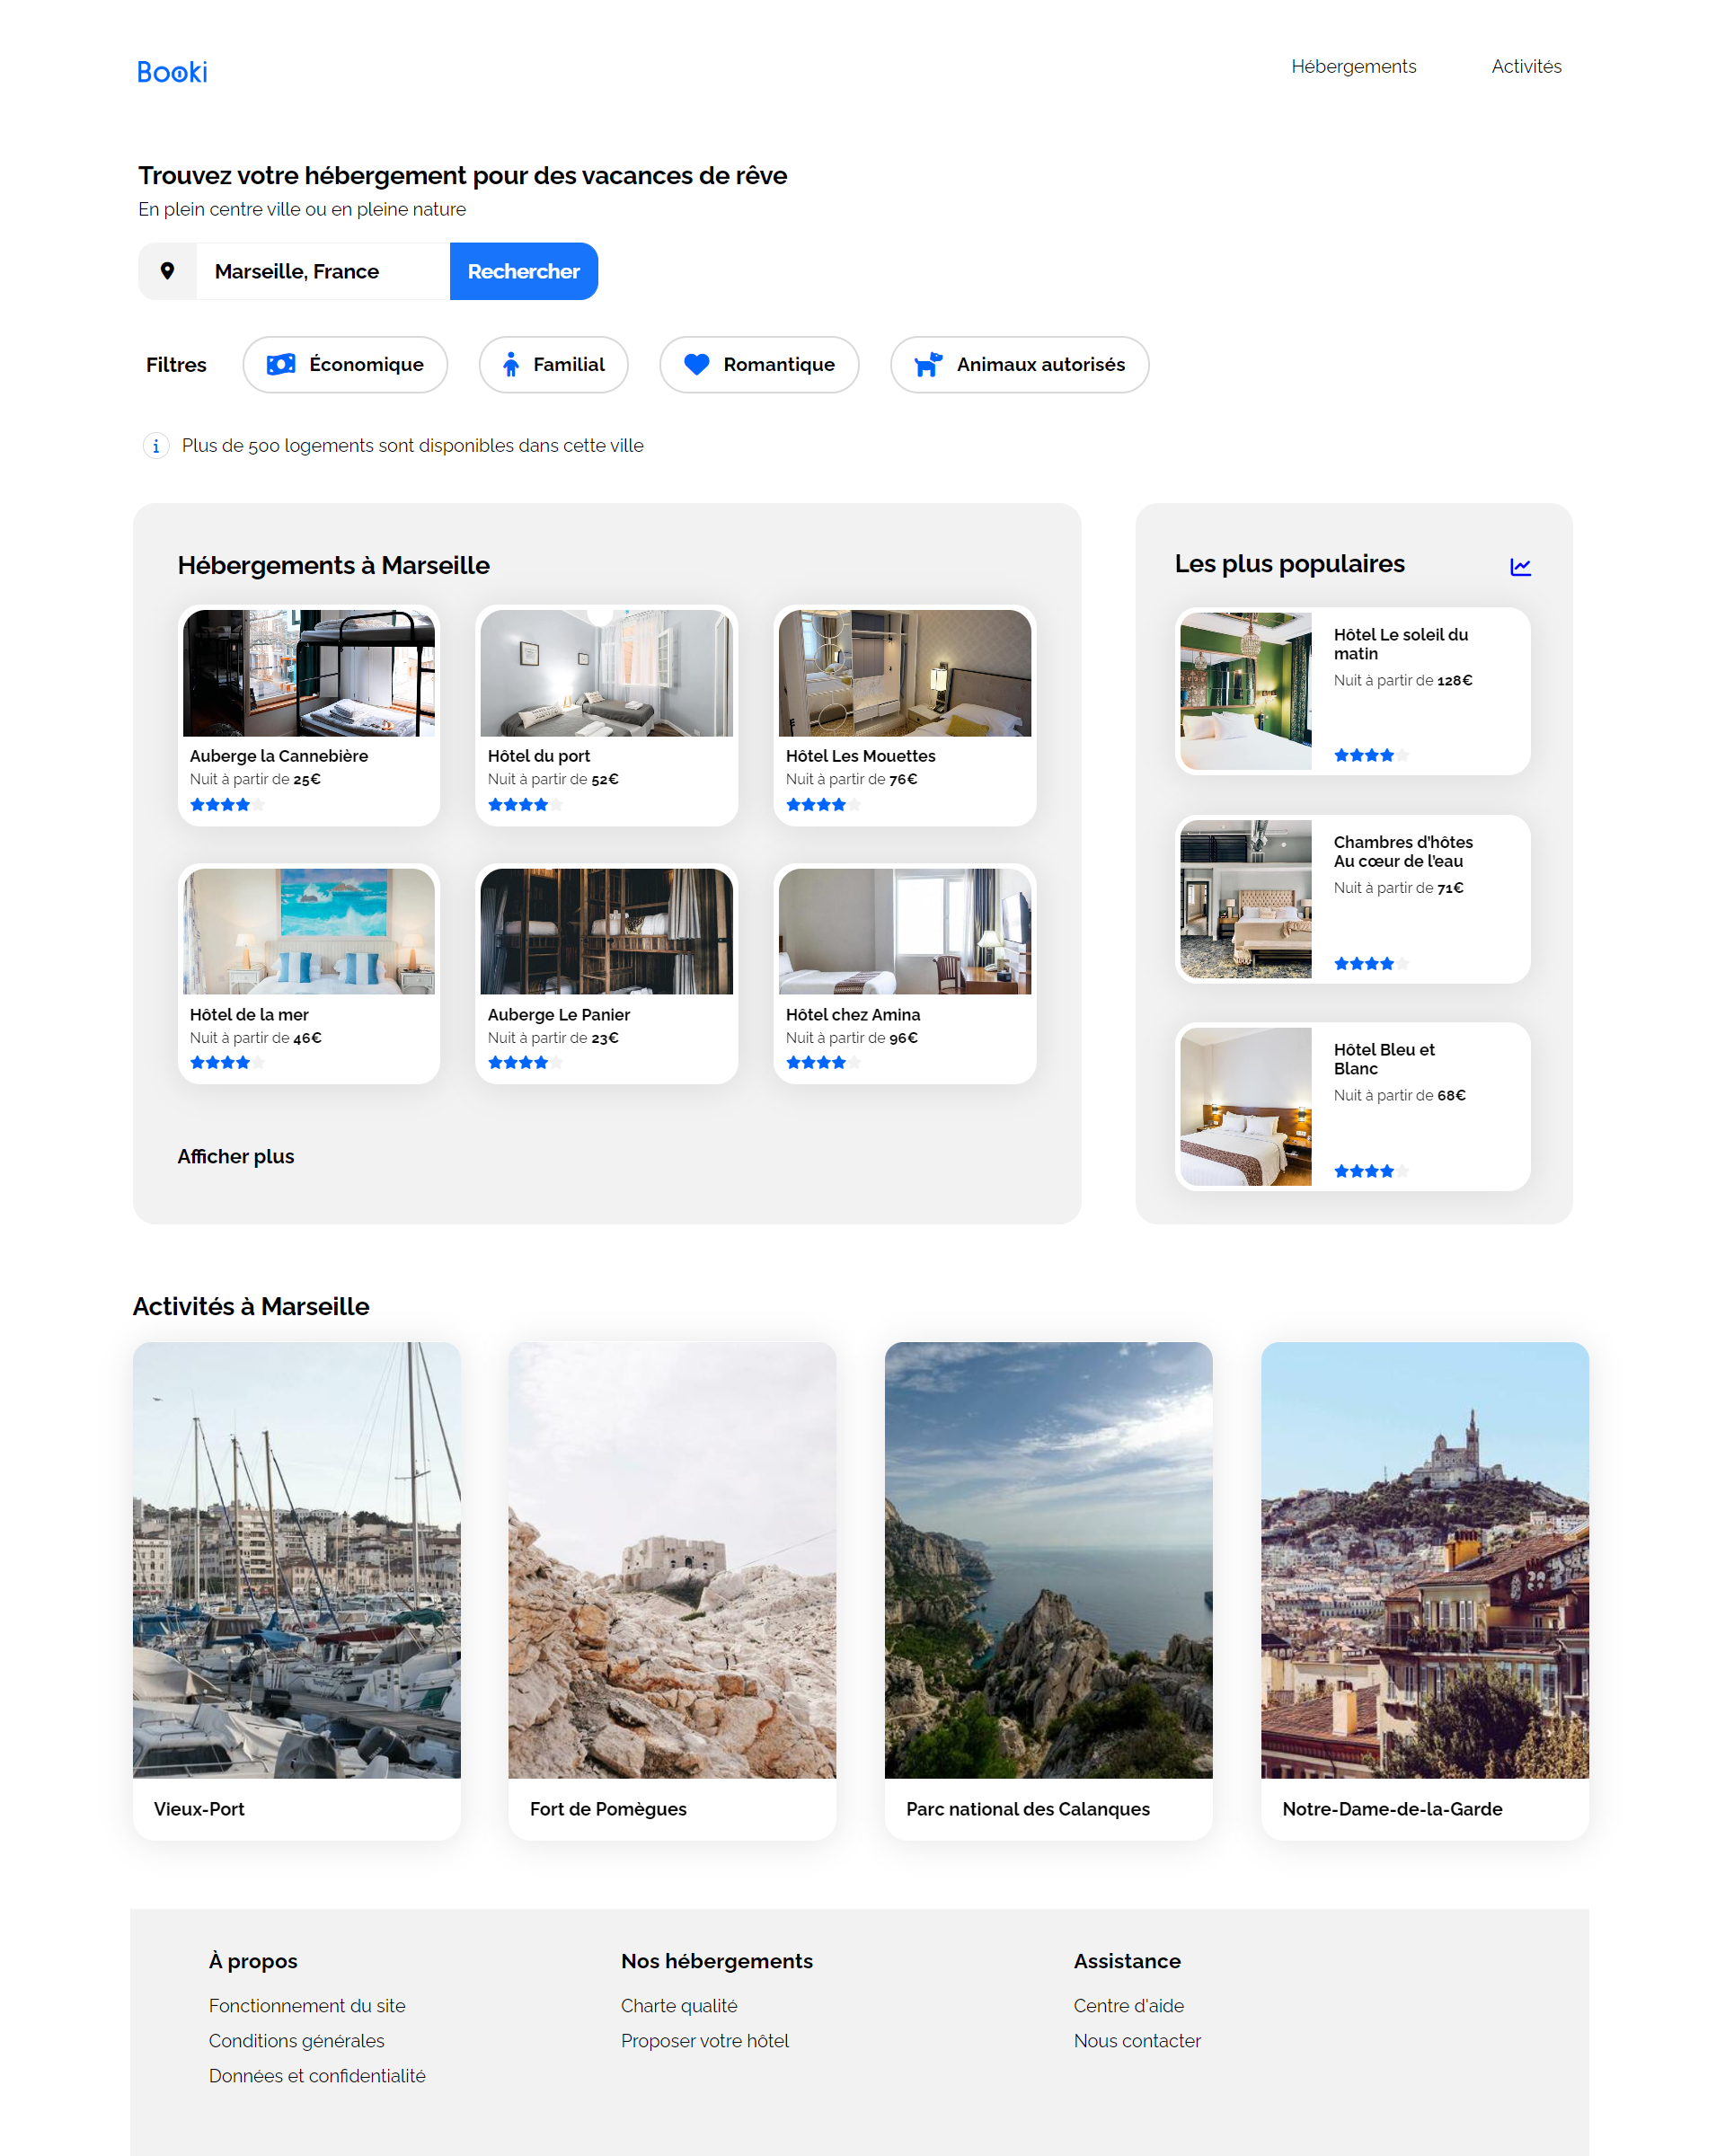 Booki
Hébergements
Activités
Trouvez votre hébergement pour des vacances de rêve
En plein centre ville ou en pleine nature
Marseille, France
Rechercher
Filtres
Économique
Familial
Romantique
Animaux autorisés
Plus de 500 logements sont disponibles dans cette ville
Hébergements à Marseille
Auberge la Cannebière
Nuit à partir de 25€
Hôtel du port
Nuit à partir de 52€
Hôtel Les Mouettes
Nuit à partir de 76€
Hôtel de la mer
Nuit à partir de 46€
Auberge Le Panier
Nuit à partir de 23€
Hôtel chez Amina
Nuit à partir de 96€
Afficher plus
Les plus populaires
Hôtel Le soleil du
matin
Nuit à partir de 128€
Chambres d'hôtes
Au cœur de l'eau
Nuit à partir de 71€
Hôtel Bleu et
Blanc
Nuit à partir de 68€
Activités à Marseille
Vieux-Port
Fort de Pomègues
Parc national des Calanques
Notre-Dame-de-la-Garde
À propos
Fonctionnement du site
Conditions générales
Données et confidentialité
Nos hébergements
Charte qualité
Proposer votre hôtel
Assistance
Centre d'aide
Nous contacter